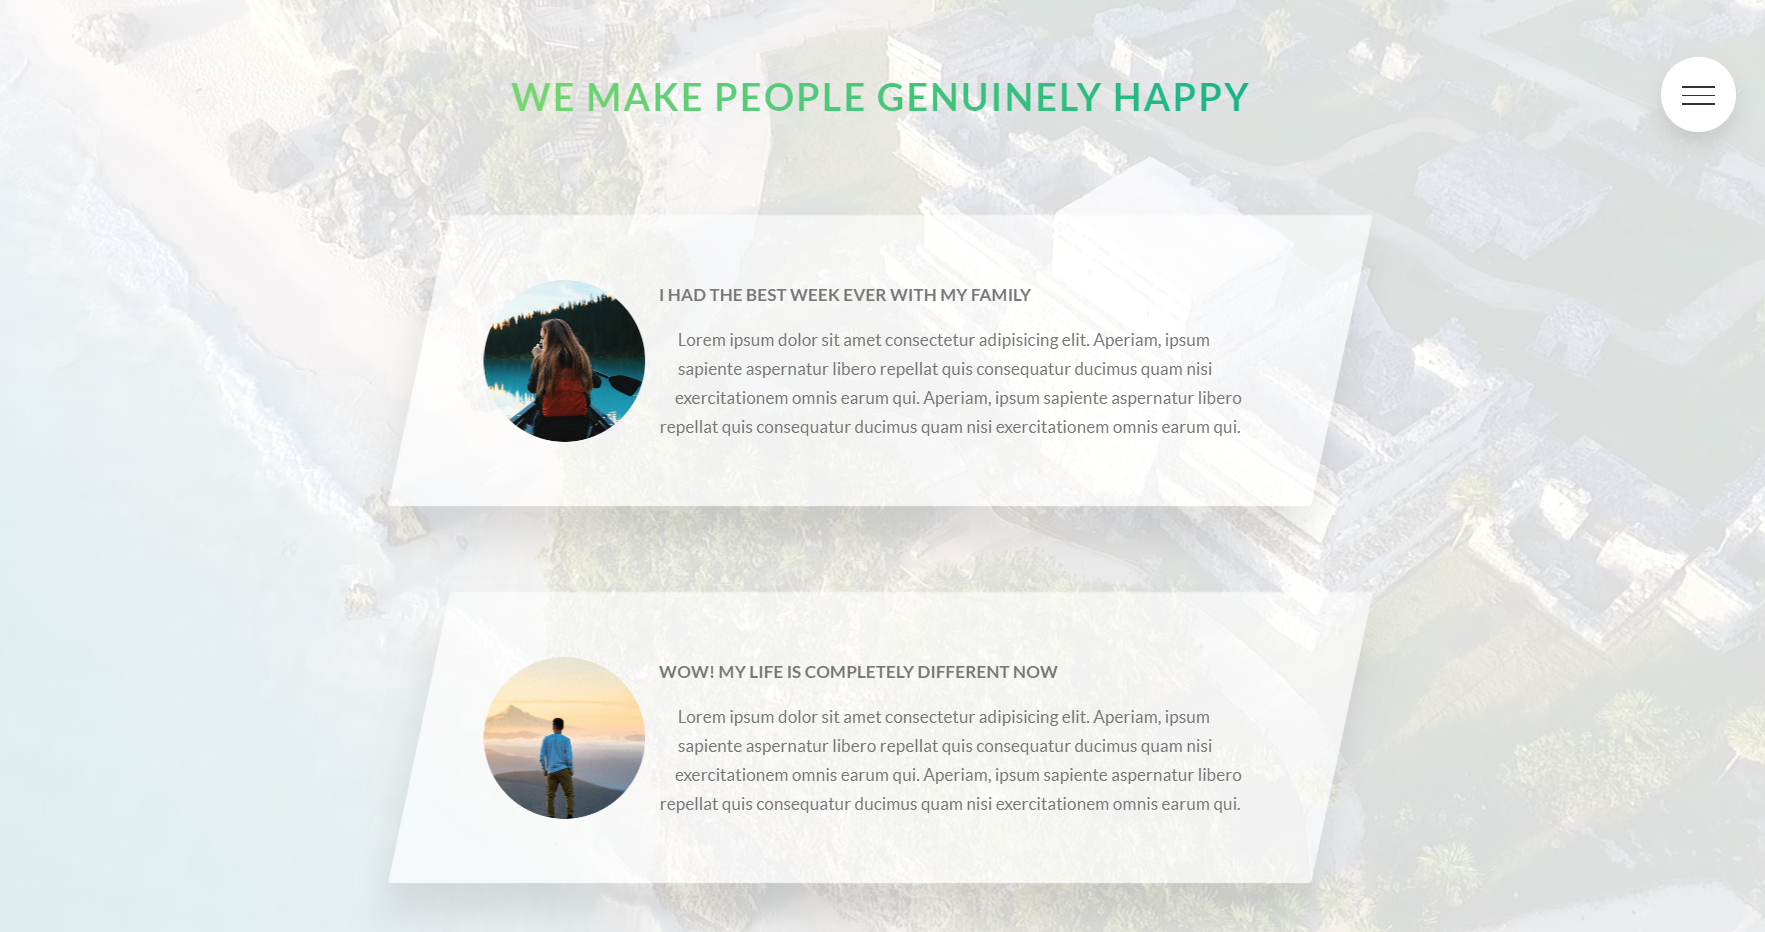 WE MAKE PEOPLE GENUINELY HAPPY
I HAD THE BEST WEEK EVER WITH MY FAMILY
Lorem ipsum dolor sit amet consectetur adipisicing elit. Aperiam, ipsum
sapiente aspernatur libero repellat quis consequatur ducimus quam nisi
exercitationem omnis earum qui. Aperiam, ipsum sapiente aspernatur libero
repellat quis consequatur ducimus quam nisi exercitationem omnis earum qui.
WOW! MY LIFE IS COMPLETELY DIFFERENT NOW
Lorem ipsum dolor sit amet consectetur adipisicing elit. Aperiam, ipsum
sapiente aspernatur libero repellat quis consequatur ducimus quam nisi
exercitationem omnis earum qui. Aperiam, ipsum sapiente aspernatur libero
repellat quis consequatur ducimus quam nisi exercitationem omnis earum qui.